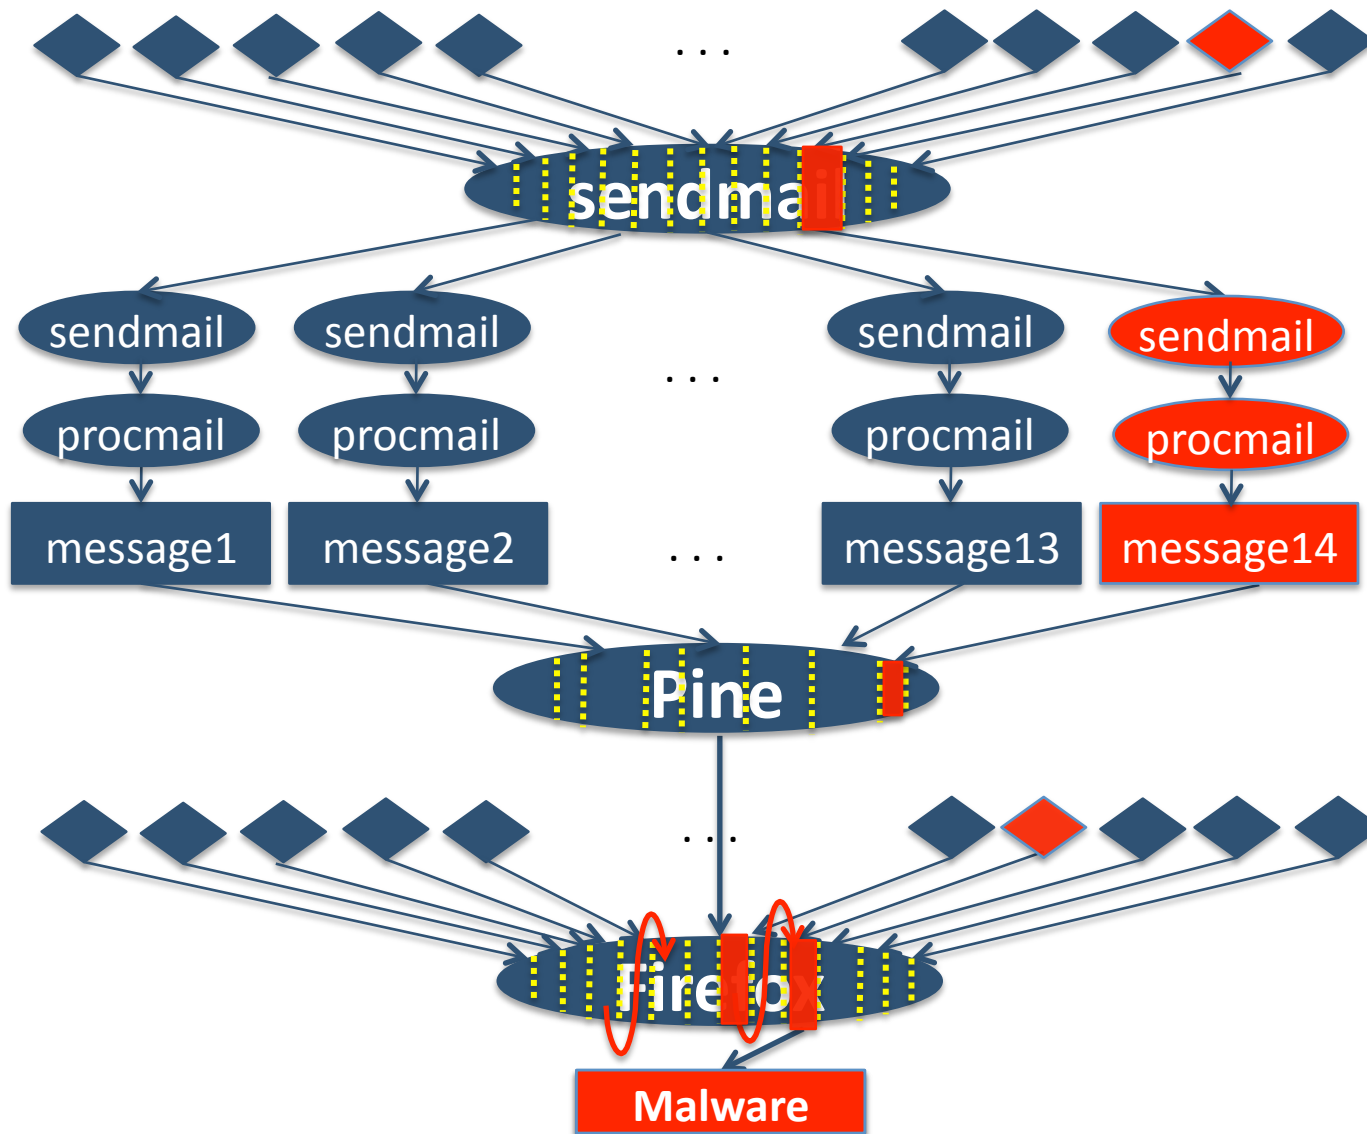 . . .
sendmail
sendmail
sendmail
sendmail
sendmail
. . .
procmail
procmail
procmail
procmail
message1
message2
. . .
message13
message14
Pine
. . .
Firefox
Malware